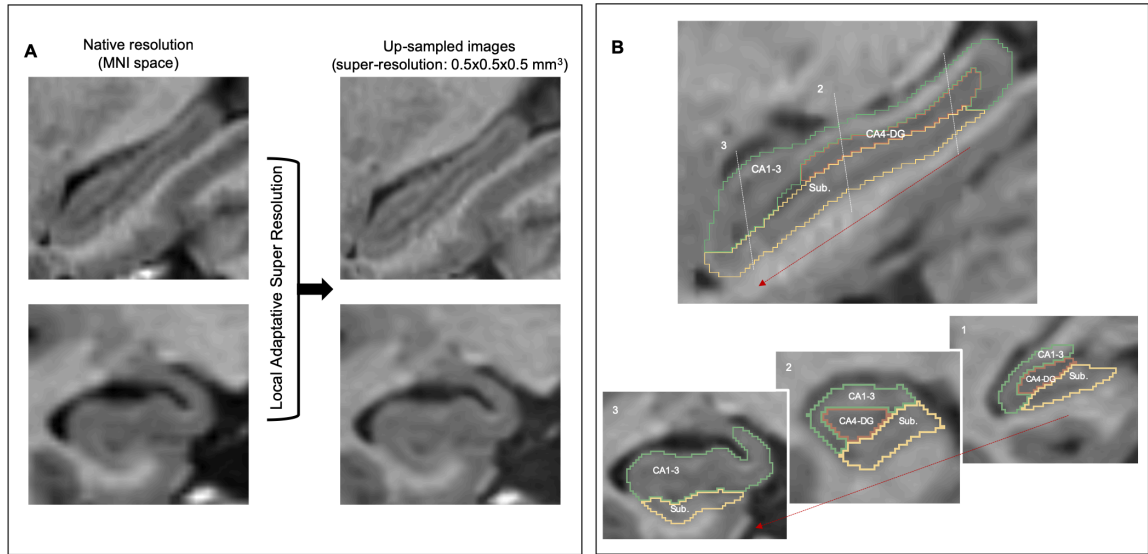 A
Native resolution
(MNI space)
Up-sampled images
(super-resolution: 0.5x0.5x0.5 mm³)
Local Adaptative Super Resolution
B
2
3
CA4-DG
CA1-3
Sub.
1
CA1-3
CA4-DG
Sub.
2
CA1-3
CA4-DG
Sub.
3
CA1-3
Sub.